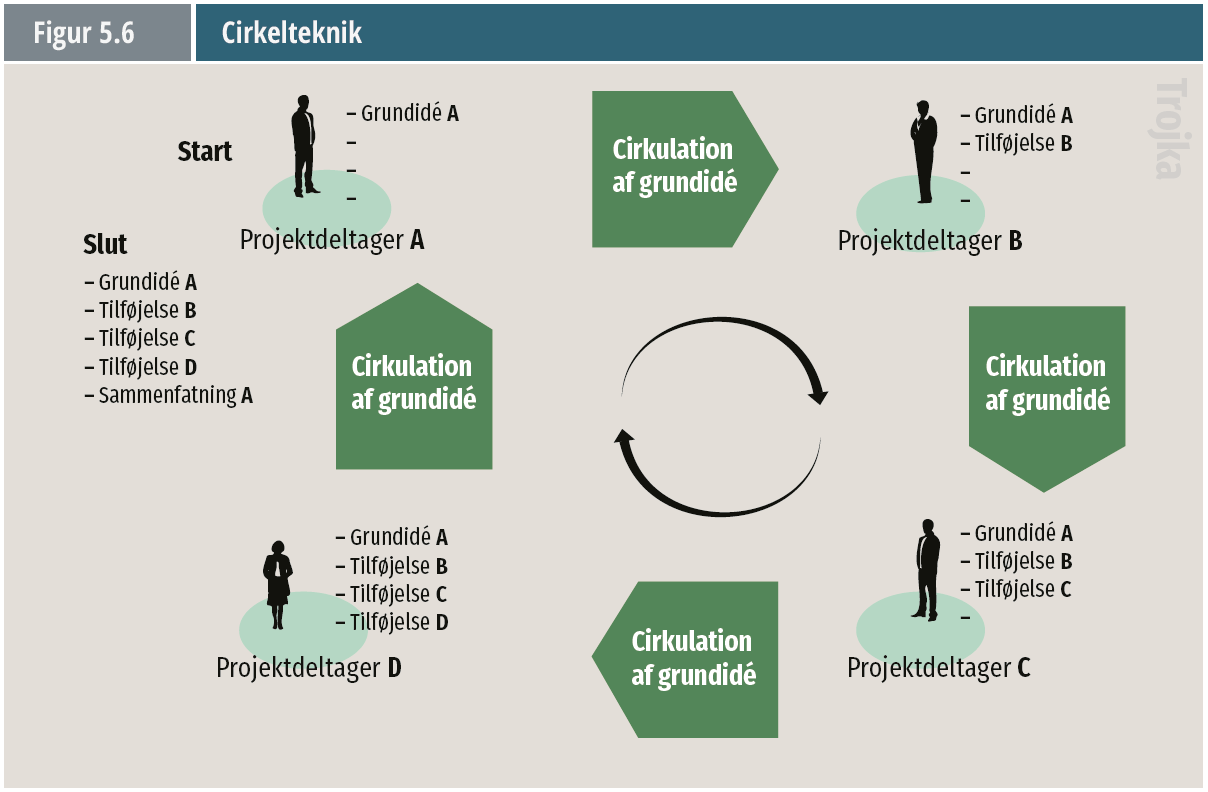 Figur 5.6
Cirkelteknik
Trojka
Start
– Grundidé A
–
–
–
Projektdeltager A
Cirkulation
af grundidé
– Grundidé A
– Tilføjelse B
–
–
Projektdeltager B
Cirkulation
af grundidé
– Grundidé A
– Tilføjelse B
– Tilføjelse C
–
Projektdeltager C
Cirkulation
af grundidé
– Grundidé A
– Tilføjelse B
– Tilføjelse C
– Tilføjelse D
Projektdeltager D
Cirkulation
af grundidé
Slut
– Grundidé A
– Tilføjelse B
– Tilføjelse C
– Tilføjelse D
– Sammenfatning A